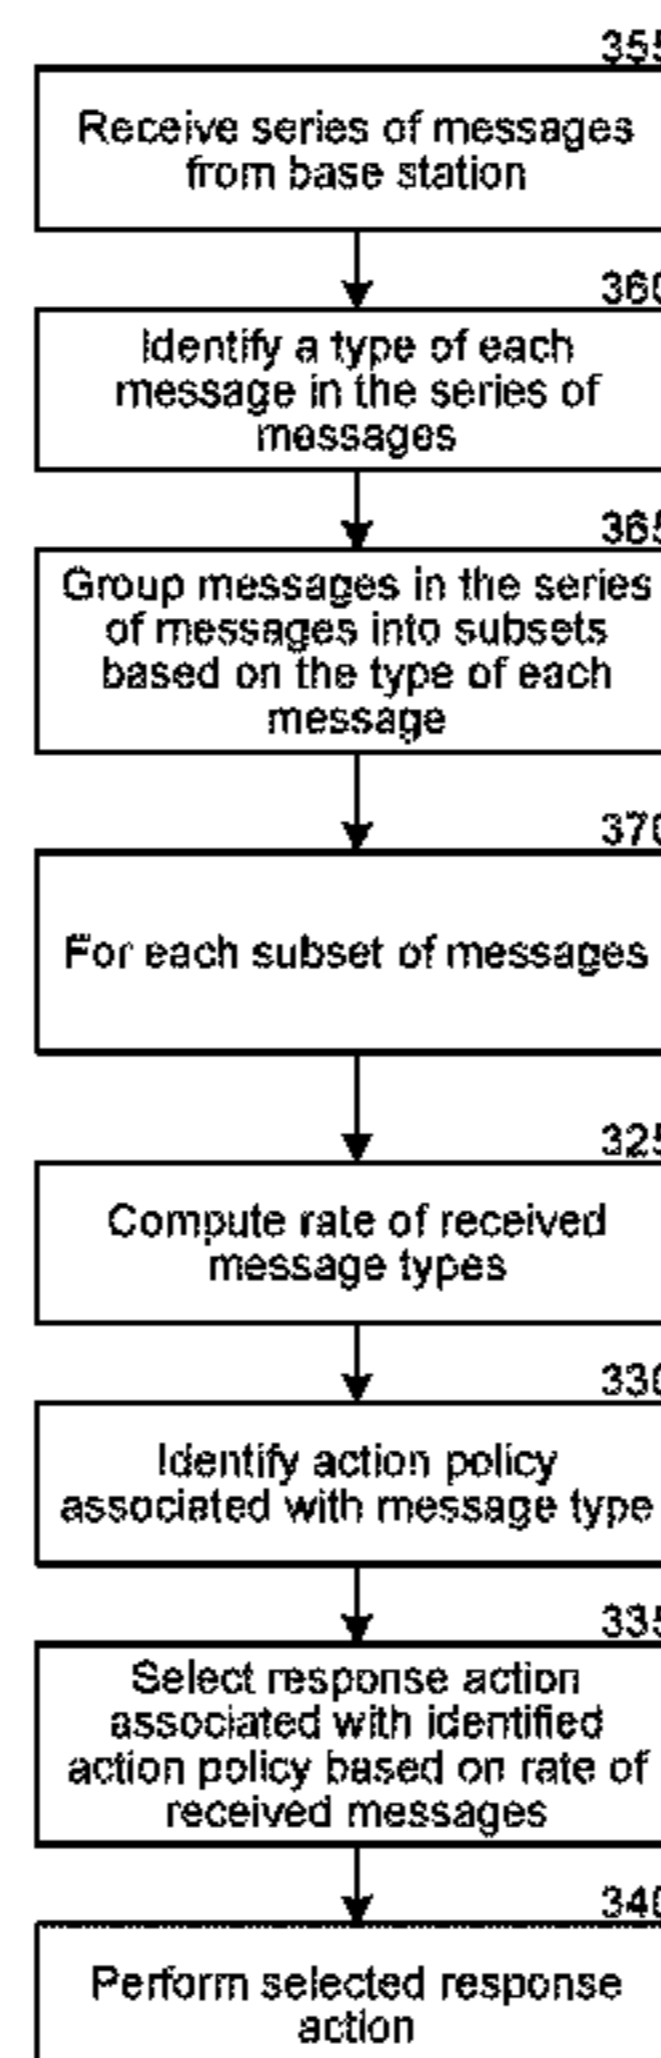 355
Receive series of messages
from base station
360
Identify a type of each
message in the series of
messages
365
Group messages in the series
of messages into subsets
based on the type of each
message
370
For each subset of messages
325
Compute rate of received
message types
330
Identify action policy
associated with message type
335
Select response action
associated with identified
action policy based on rate of
received messages
340
Perform selected response
action